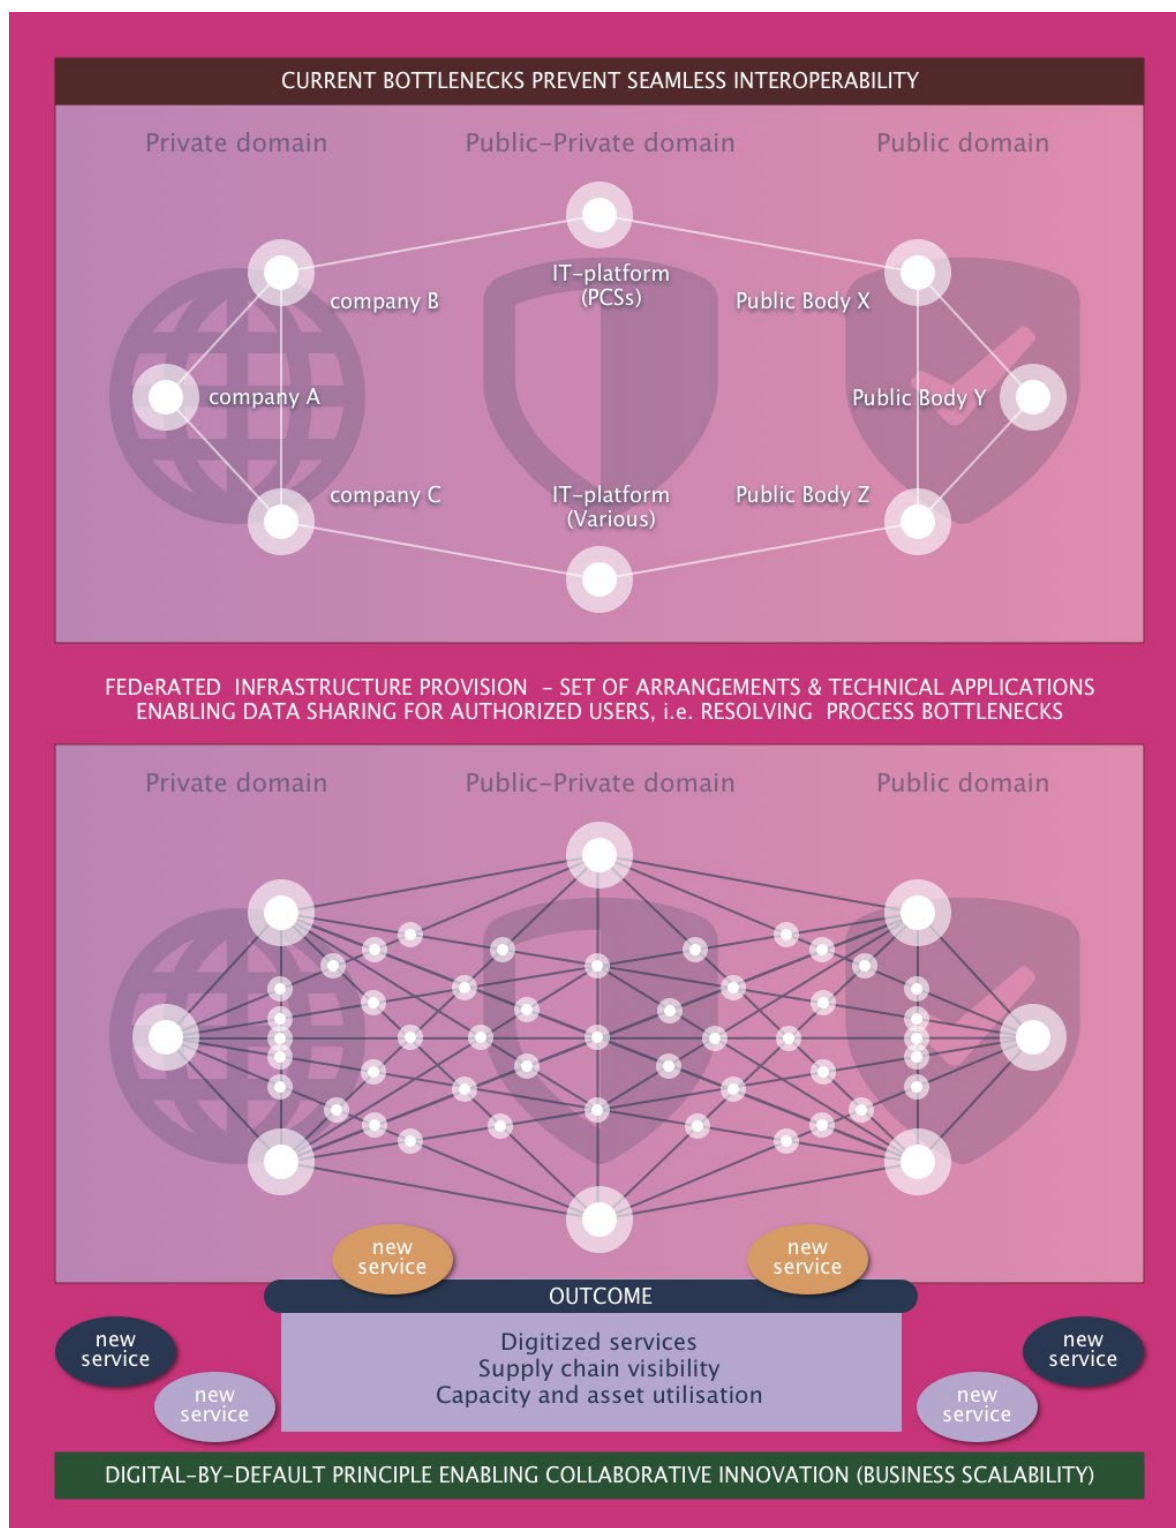 CURRENT BOTTLENECKS PREVENT SEAMLESS INTEROPERABILITY
Private domain
Public-Private domain
Public domain
IT-platform
(PCSs)
company B
Public Body X
company A
Public Body Y
company C
IT-platform
(Various)
Public Body Z
FEDeRATED INFRASTRUCTURE PROVISION – SET OF ARRANGEMENTS & TECHNICAL APPLICATIONS
ENABLING DATA SHARING FOR AUTHORIZED USERS, i.e. RESOLVING PROCESS BOTTLENECKS
Private domain
Public-Private domain
Public domain
new
service
new
service
OUTCOME
Digitized services
Supply chain visibility
Capacity and asset utilisation
new
service
new
service
new
service
new
service
DIGITAL-BY-DEFAULT PRINCIPLE ENABLING COLLABORATIVE INNOVATION (BUSINESS SCALABILITY)